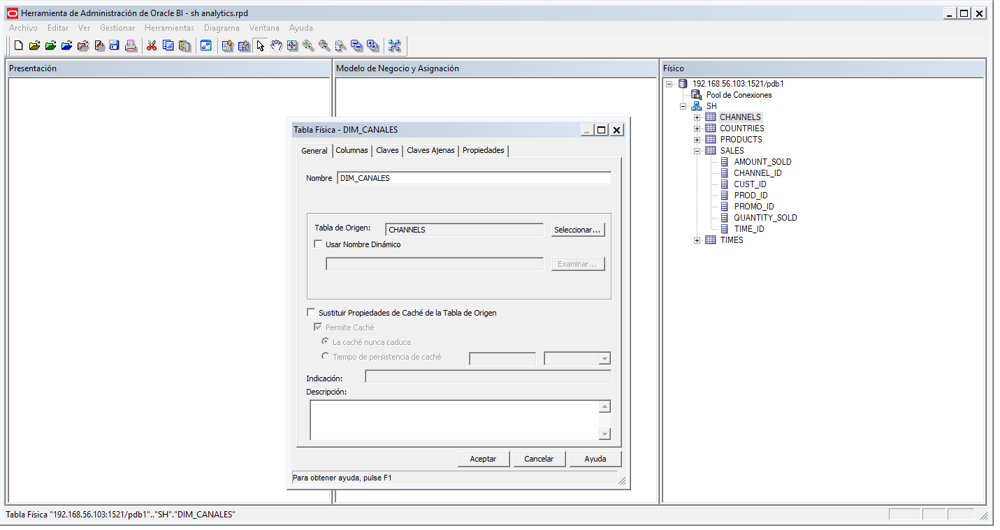 Herramienta de Administración de Oracle BI - sh analytics.rpd
Archivo Editar Ver Gestionar Herramientas Diagrama Ventana Ayuda
Presentación
Modelo de Negocio y Asignación
Físico
192.168.56.103:1521/pdb1
Pool de Conexiones
SH
CHANNELS
COUNTRIES
PRODUCTS
SALES
AMOUNT_SOLD
CHANNEL_ID
CUST_ID
PROD_ID
PROMO_ID
QUANTITY_SOLD
TIME_ID
TIMES
Tabla Física - DIM_CANALES
General Columnas Claves Claves Ajenas Propiedades
Nombre DIM_CANALES
Tabla de Origen: CHANNELS Seleccionar...
Usar Nombre Dinámico
Examinar...
Sustituir Propiedades de Caché de la Tabla de Origen
Permite Caché
La caché nunca caduca
Tiempo de persistencia de caché
Indicación:
Descripción:
Aceptar Cancelar Ayuda
Para obtener ayuda, pulse F1
Tabla Física "192.168.56.103:1521/pdb1".."SH"."DIM_CANALES"